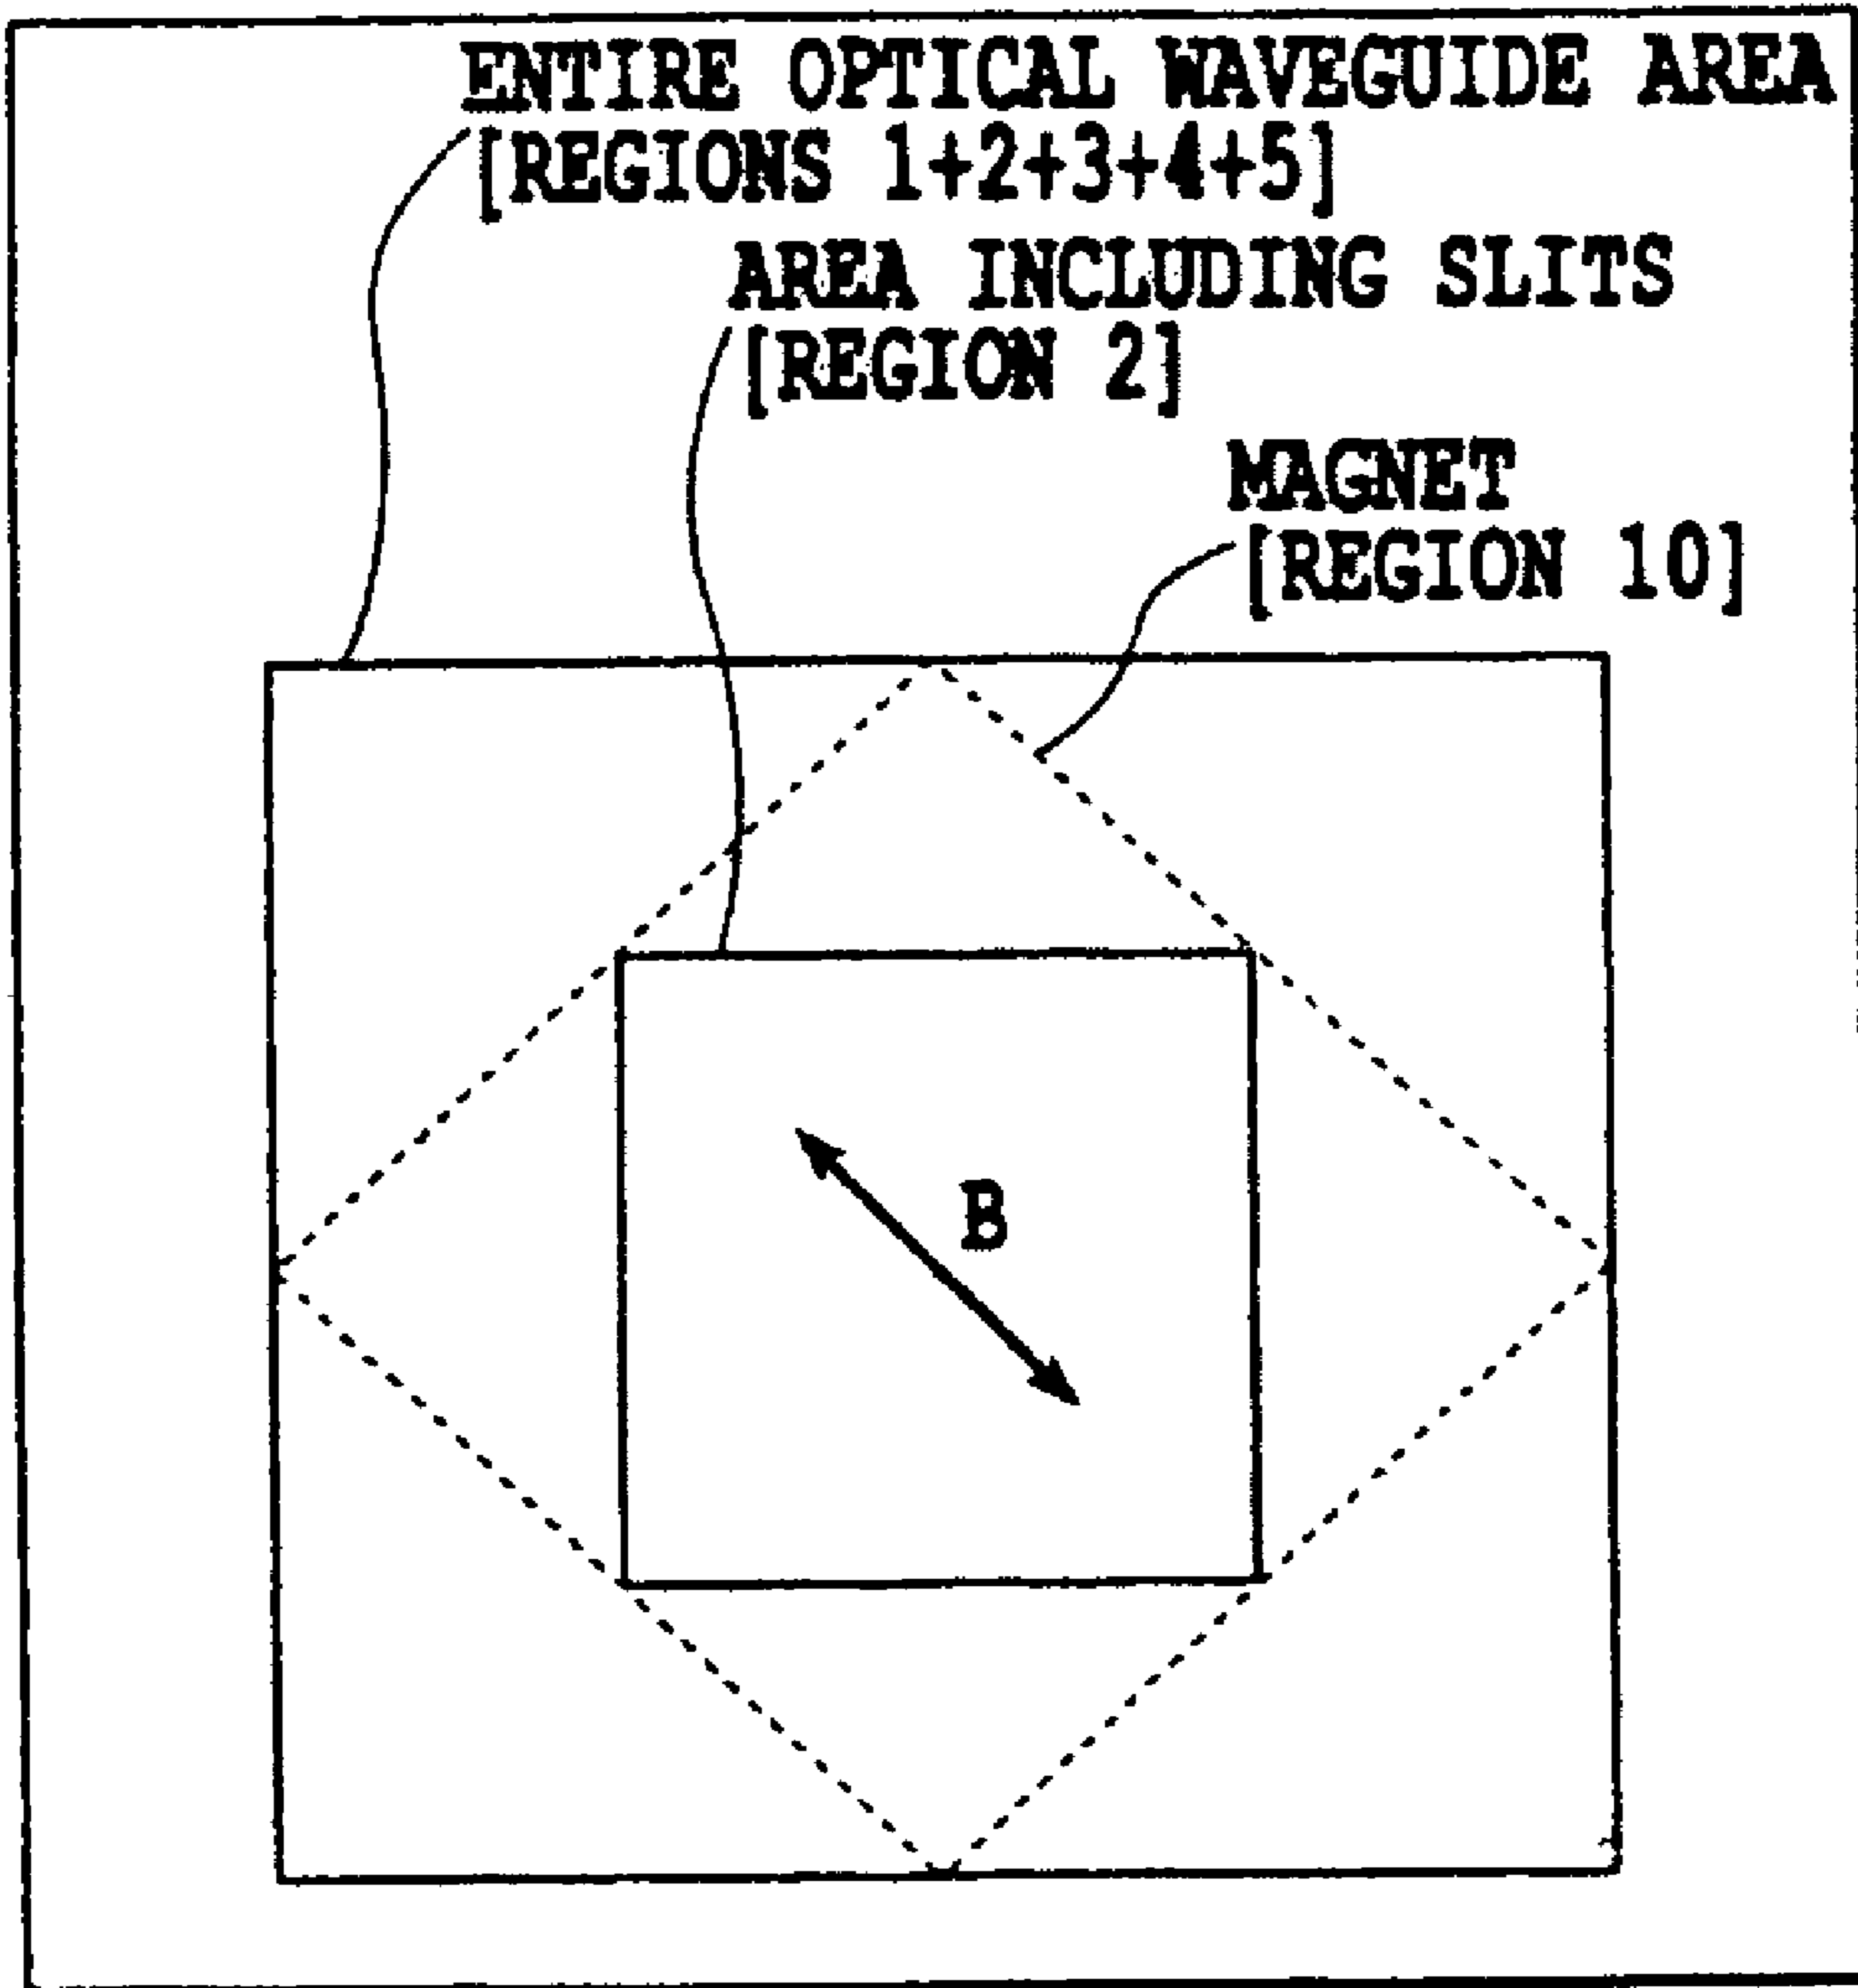 ENTIRE OPTICAL WAVEGUIDE AREA
[REGIONS 1+2+3+4+5]
AREA INCLUDING SLITS
[REGION 2]
MAGNET
[REGION 10]
B